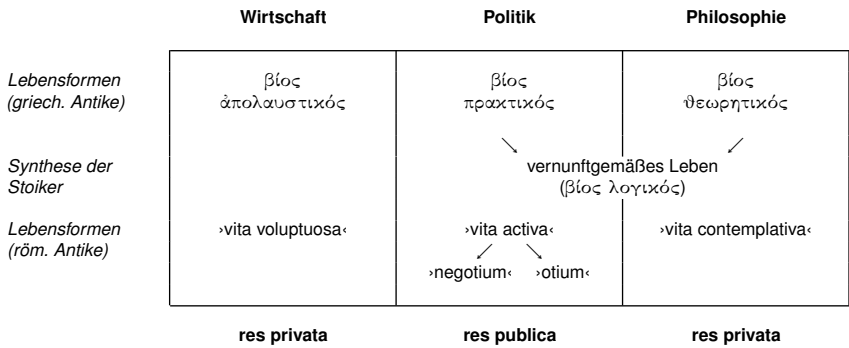 Wirtschaft Politik Philosophie
Lebensformen βίος βίος βίος
(griech. Antike) ἀπολαυστικός πρακτικός θεωρητικός
Synthese der vernunftgemäßes Leben
Stoiker (βίος λογικός)
Lebensformen ›vita voluptuosa‹ ›vita activa‹ ›vita contemplativa‹
(röm. Antike)
›negotium‹ ›otium‹
res privata res publica res privata